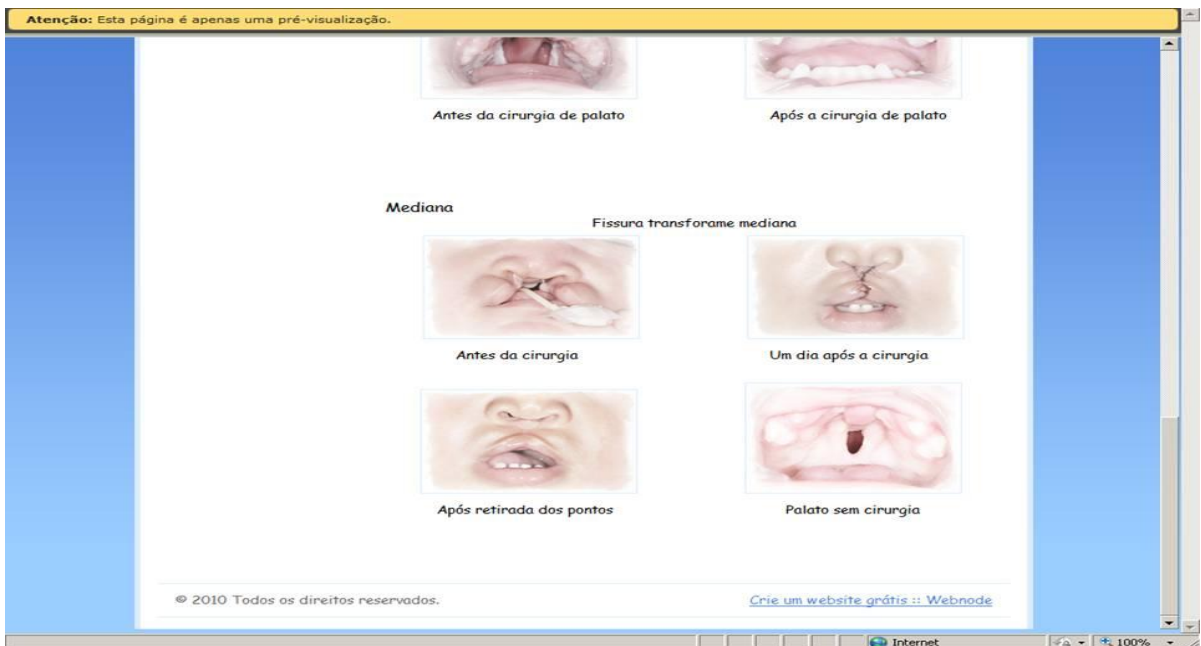 Atenção: Esta página é apenas uma pré-visualização.
Antes da cirurgia de palato
Após a cirurgia de palato
Mediana
Fissura transforame mediana
Antes da cirurgia
Um dia após a cirurgia
Após retirada dos pontos
Palato sem cirurgia
© 2010 Todos os direitos reservados.
Crie um website grátis :: Webnode
Internet
100%